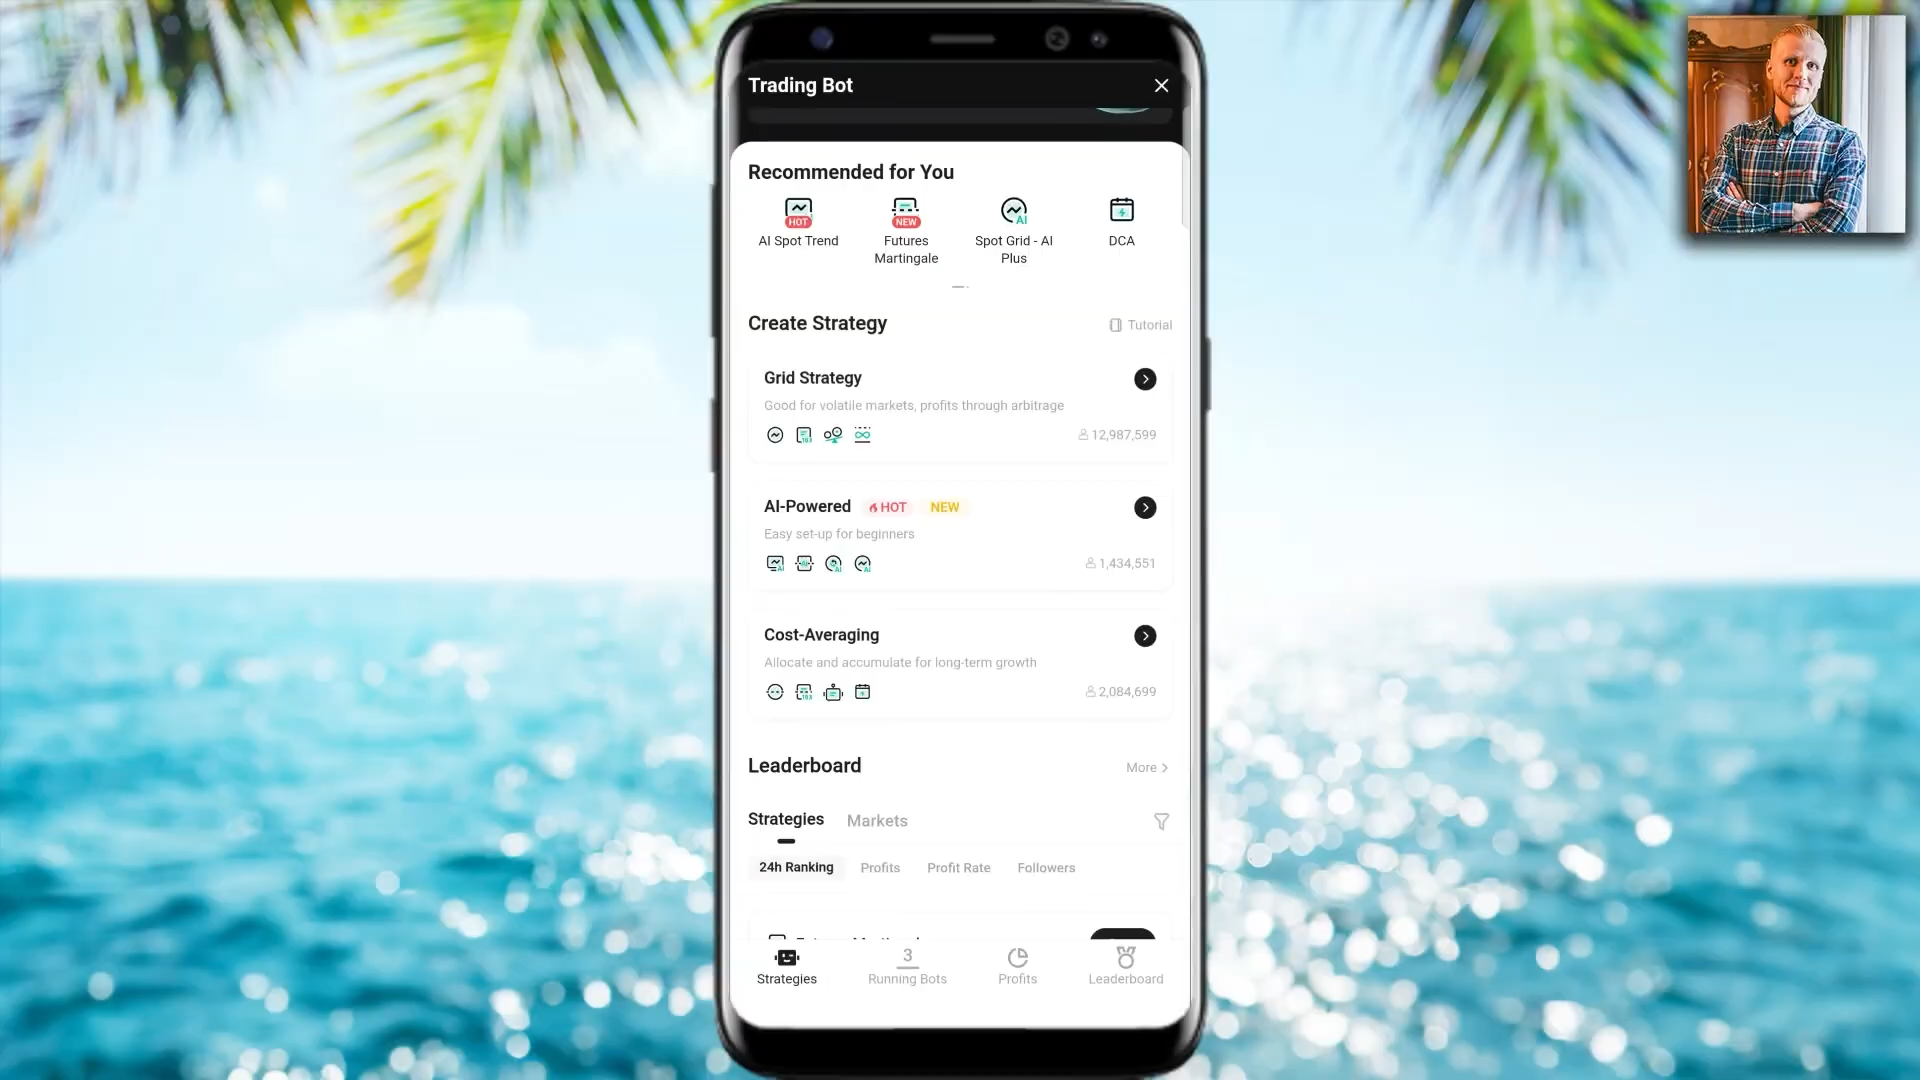 Trading Bot
Recommended for You
HOT
NEW
AI
AI Spot Trend
Futures
Martingale
Spot Grid - AI
Plus
DCA
Create Strategy
Tutorial
Grid Strategy
Good for volatile markets, profits through arbitrage
12,987,599
AI-Powered
HOT
NEW
Easy set-up for beginners
1,434,551
Cost-Averaging
Allocate and accumulate for long-term growth
2,084,699
Leaderboard
More
Strategies
Markets
24h Ranking
Profits
Profit Rate
Followers
3
Strategies
Running Bots
Profits
Leaderboard